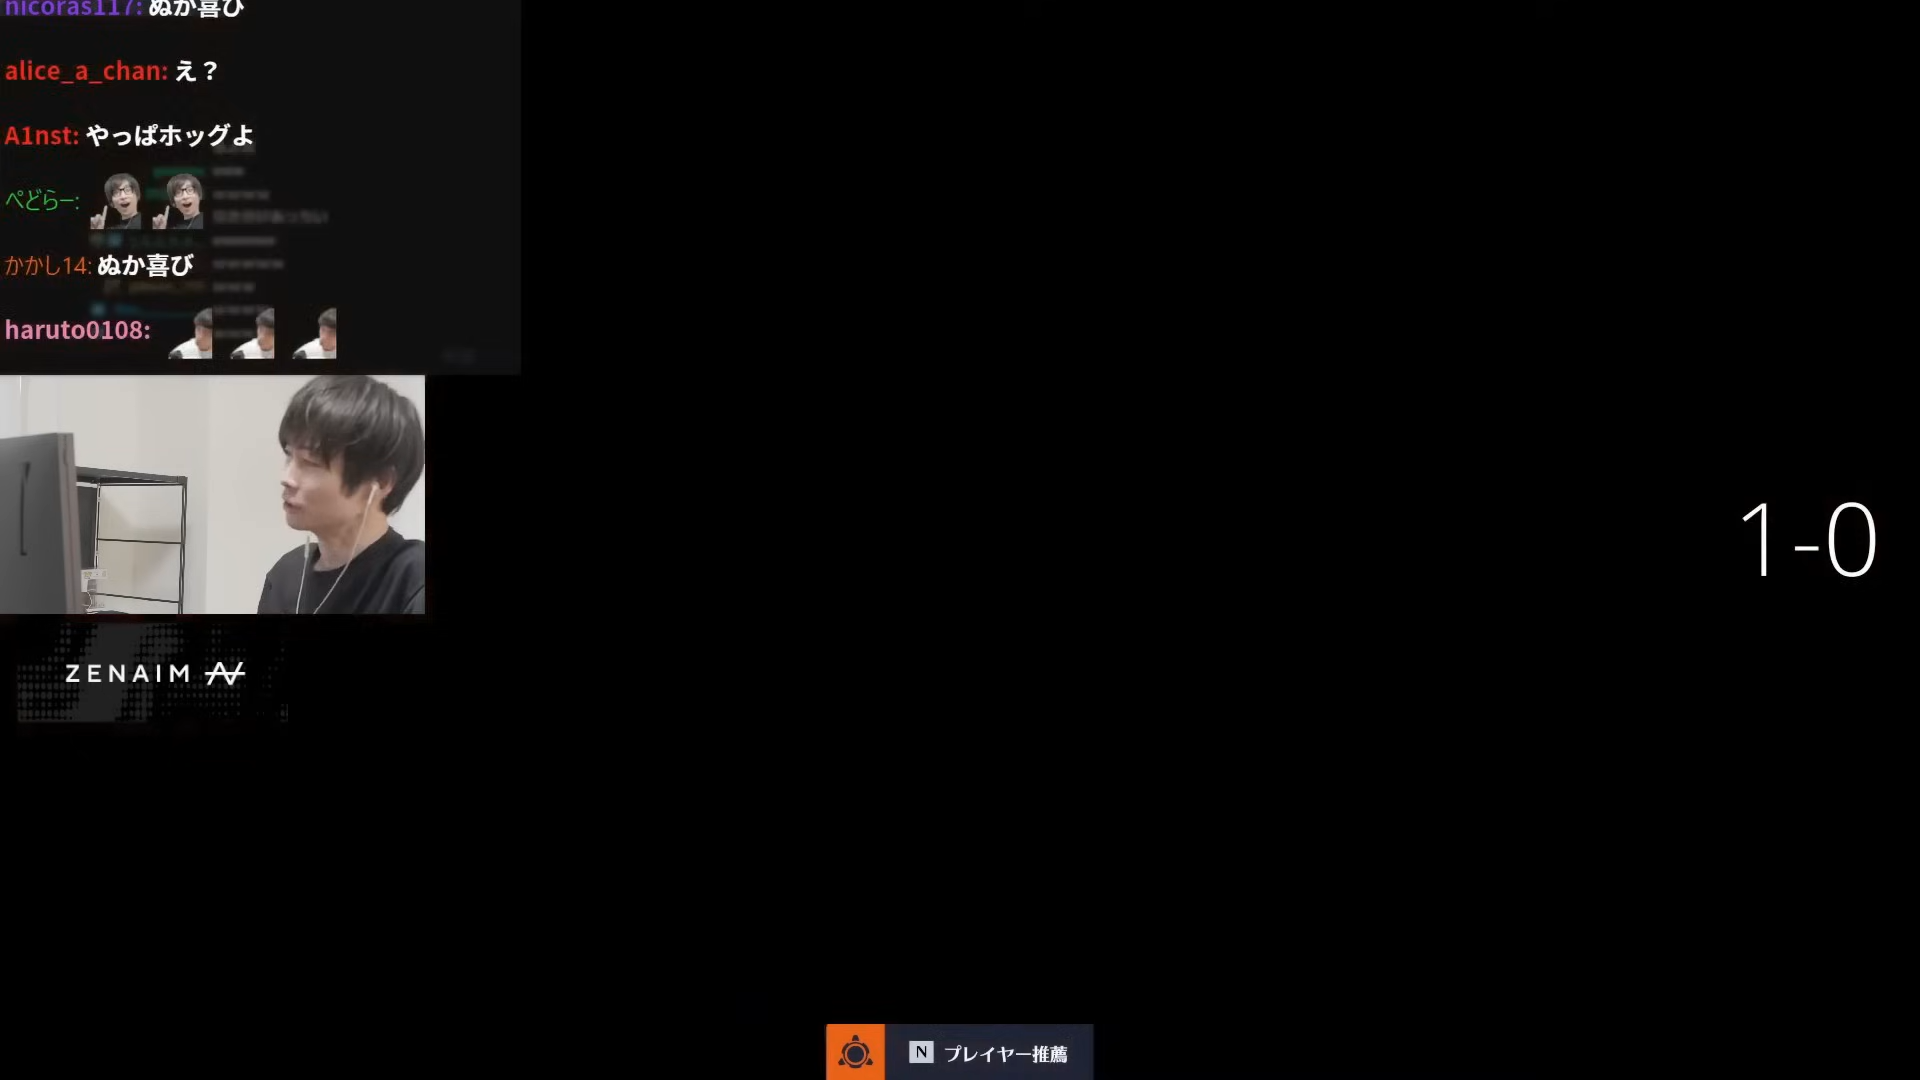 nicoras117: ぬか喜び
alice_a_chan: え？
A1nst: やっぱホッグよ
ぺどらー:
かかし14: ぬか喜び
haruto0108:
1-0
ZENAIM
N プレイヤー推薦